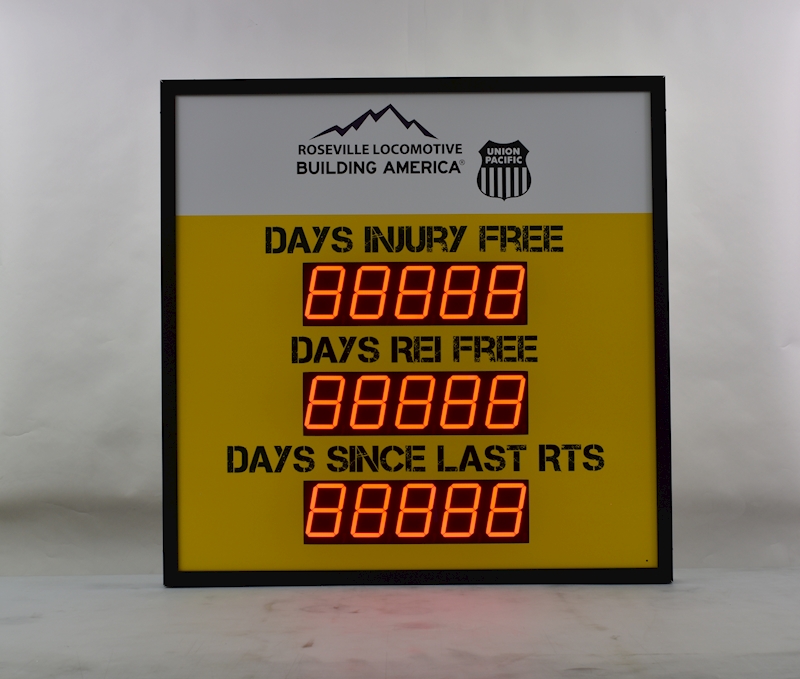 ROSEVILLE LOCOMOTIVE
BUILDING AMERICA®
UNION
PACIFIC
DAYS INJURY FREE
88888
DAYS REI FREE
88888
DAYS SINCE LAST RTS
88888